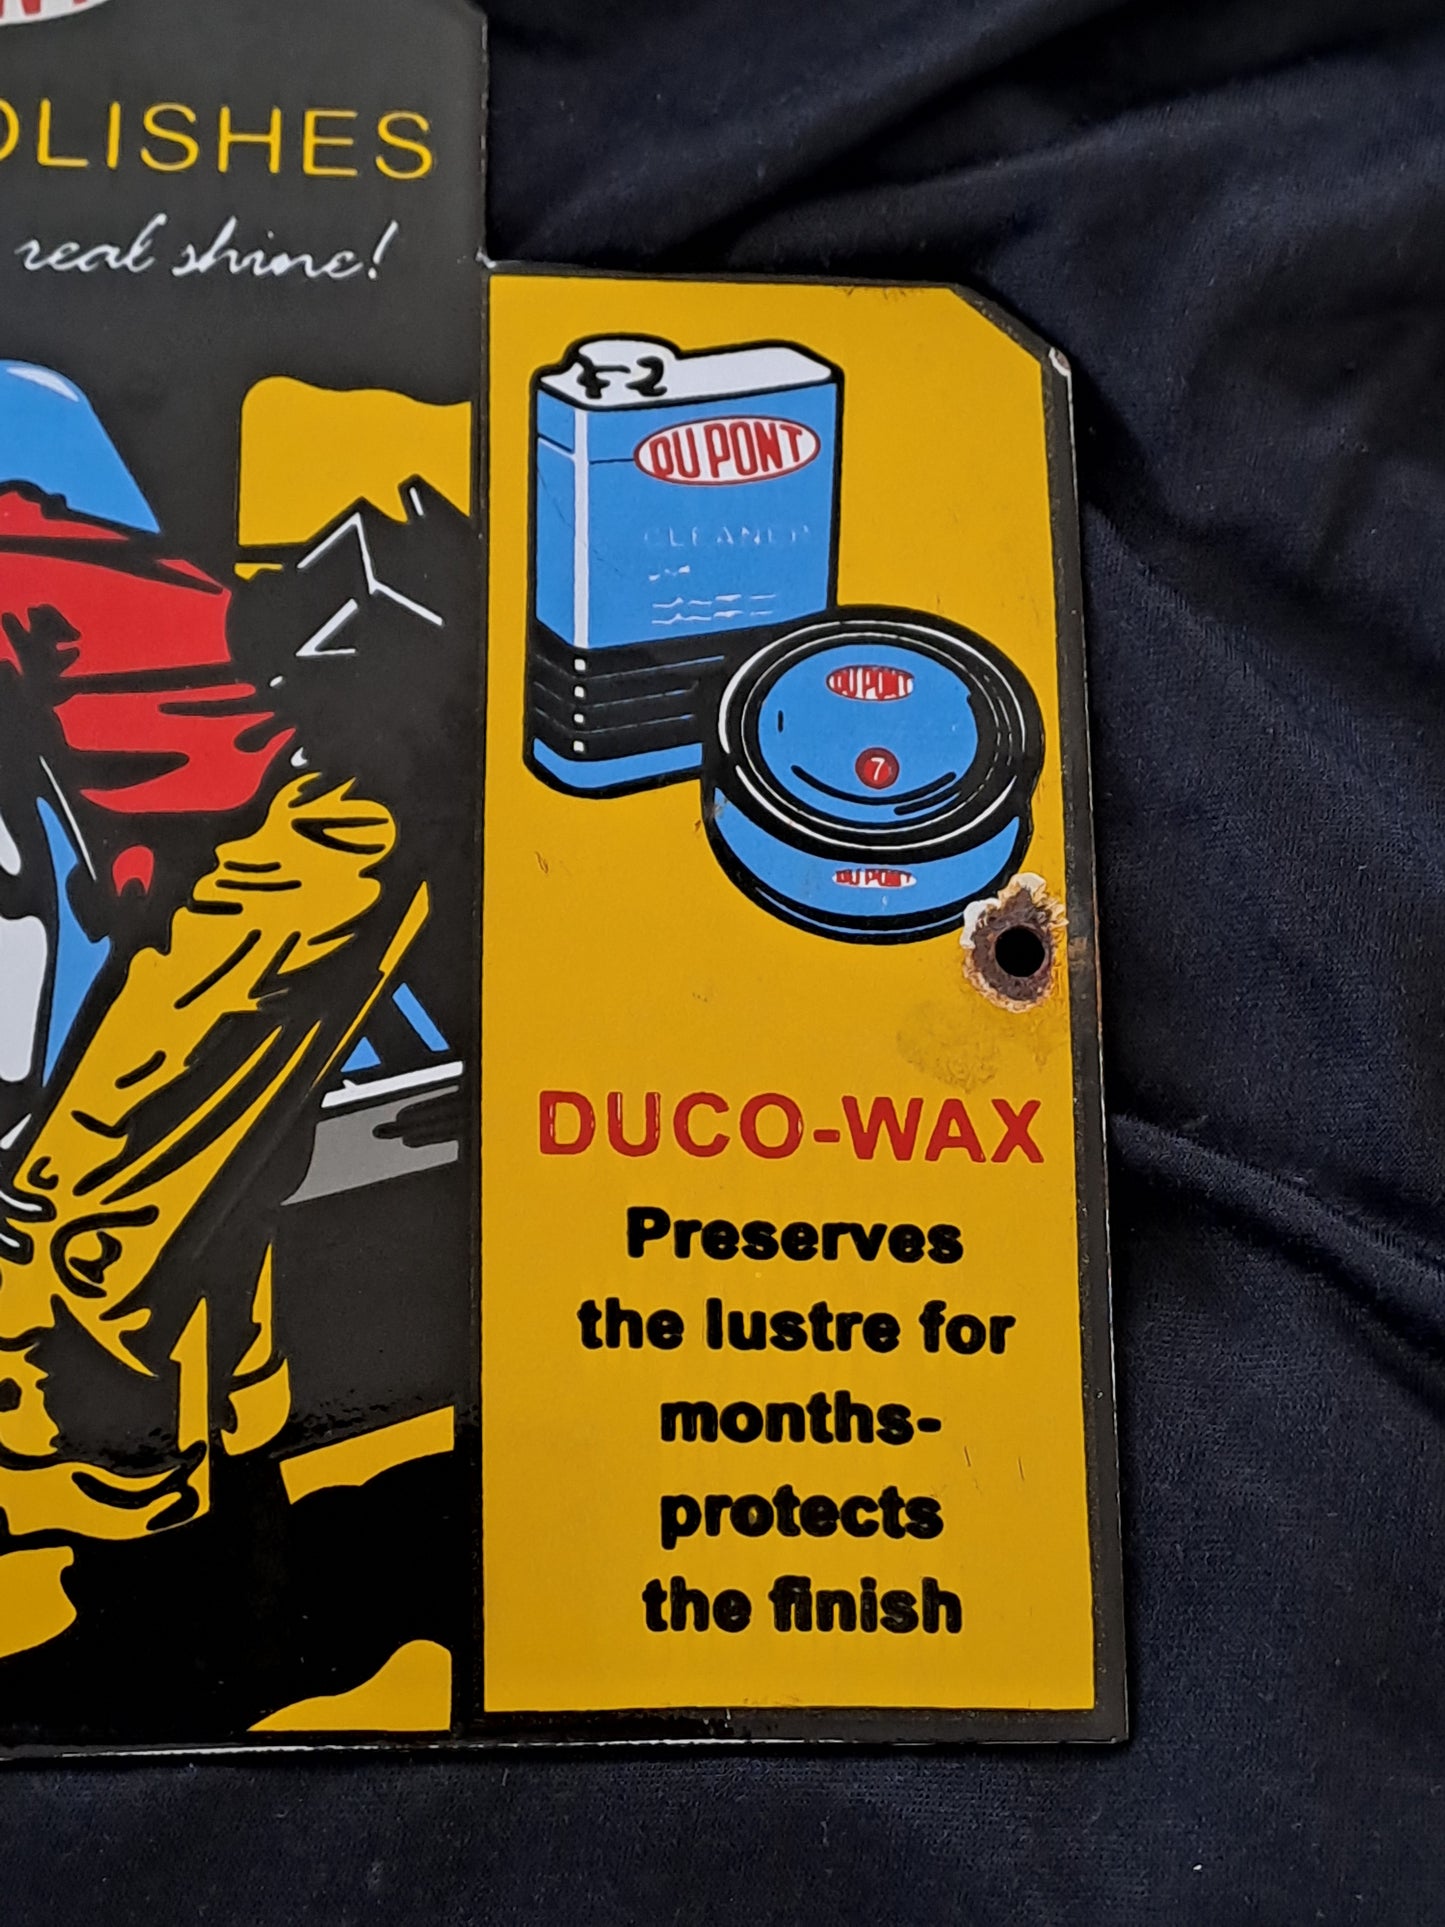 OLISHES
real shine!
DU PONT
CLEANER
DU PONT
7
DU PONT
DUCO-WAX
Preserves
the lustre for
months-
protects
the finish